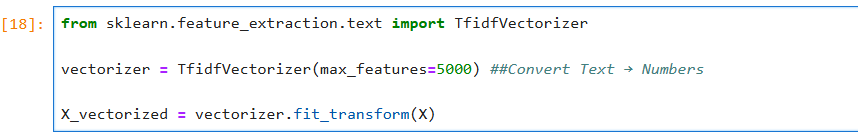 [18]: from sklearn.feature_extraction.text import TfidfVectorizer
vectorizer = TfidfVectorizer(max_features=5000) ##Convert Text → Numbers
X_vectorized = vectorizer.fit_transform(X)